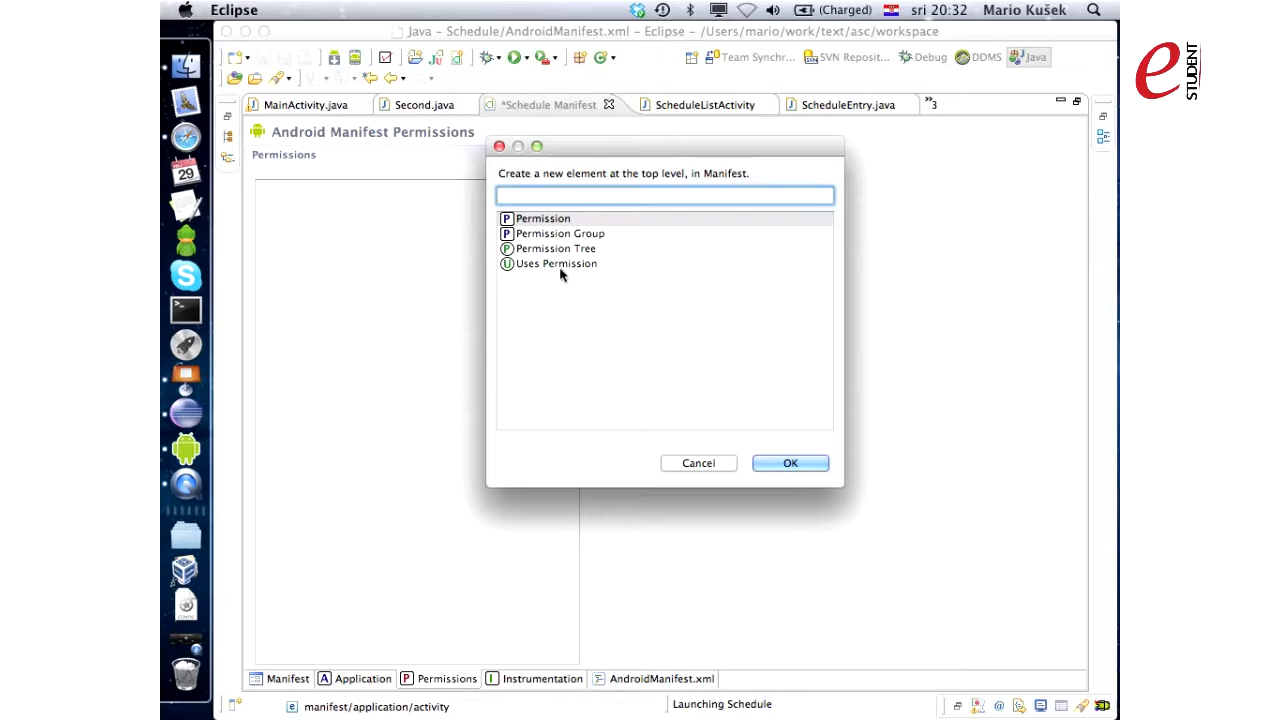 Eclipse (Charged) sri 20:32 Mario Kušek
Java – Schedule/AndroidManifest.xml – Eclipse – /Users/mario/work/text/asc/workspace
Team Synchr... SVN Reposit... Debug DDMS Java
MainActivity.java Second.java *Schedule Manifest ScheduleListActivity ScheduleEntry.java »3
Android Manifest Permissions
Permissions
Create a new element at the top level, in Manifest.
P Permission
P Permission Group
P Permission Tree
U Uses Permission
Cancel OK
29
Manifest A Application P Permissions I Instrumentation AndroidManifest.xml
e manifest/application/activity Launching Schedule
e STUDENT